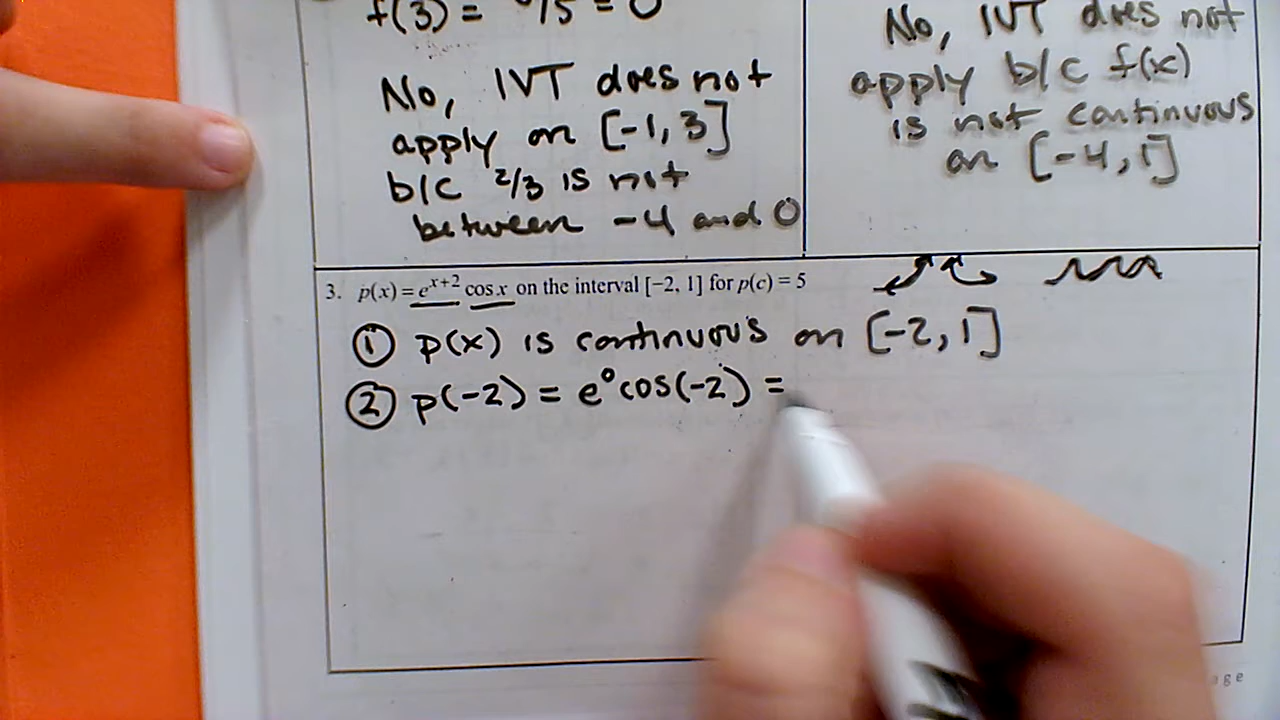 f(3) = 0/5 = 0
No, IVT does not
apply on [-1, 3]
b/c 2/3 is not
between -4 and 0
No, IVT does not
apply b/c f(x)
is not continuous
on [-4, 1]
3. p(x) = e^{x+2} cos x on the interval [−2, 1] for p(c) = 5
① p(x) is continuous on [-2, 1]
② p(-2) = e⁰cos(-2) =
age